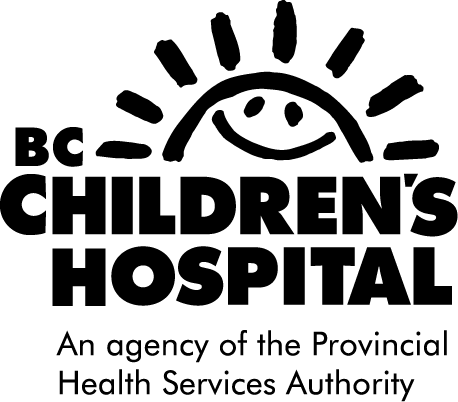 BC
CHILDREN'S
HOSPITAL
An agency of the Provincial
Health Services Authority